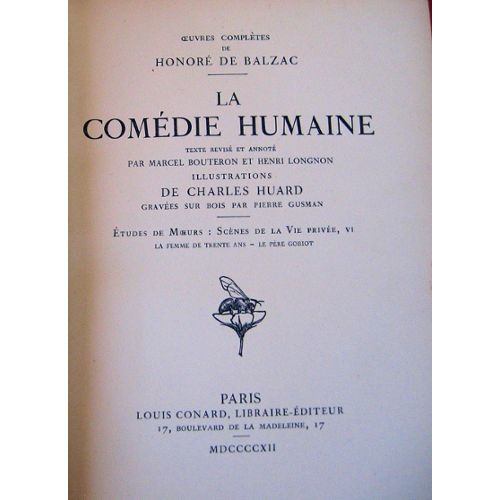 ŒUVRES COMPLÈTES
DE
HONORÉ DE BALZAC
LA
COMÉDIE HUMAINE
TEXTE REVISÉ ET ANNOTÉ
PAR MARCEL BOUTERON ET HENRI LONGNON
ILLUSTRATIONS
DE CHARLES HUARD
GRAVÉES SUR BOIS PAR PIERRE GUSMAN
ÉTUDES DE MŒURS : SCÈNES DE LA VIE PRIVÉE, VI
LA FEMME DE TRENTE ANS – LE PÈRE GORIOT
PARIS
LOUIS CONARD, LIBRAIRE-ÉDITEUR
17, BOULEVARD DE LA MADELEINE, 17
MDCCCCXII